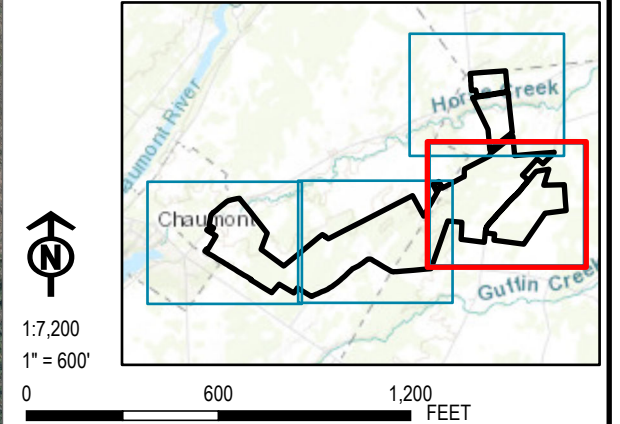 Horse Creek
Chaumont River
Chaumont
Guffin Creek
N
1:7,200
1" = 600'
0 600 1,200
FEET